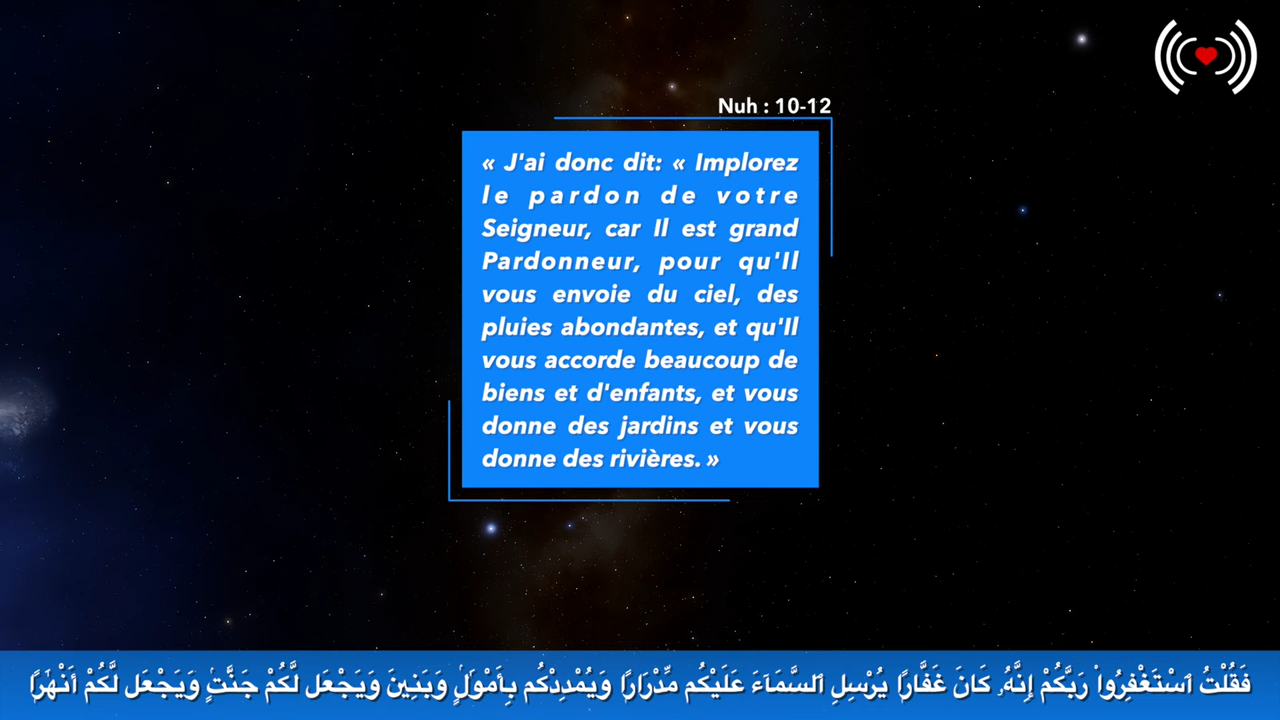 Nuh : 10-12
« J'ai donc dit: « Implorez
le pardon de votre
Seigneur, car Il est grand
Pardonneur, pour qu'Il
vous envoie du ciel, des
pluies abondantes, et qu'Il
vous accorde beaucoup de
biens et d'enfants, et vous
donne des jardins et vous
donne des rivières. »
فَقُلْتُ ٱسْتَغْفِرُوا۟ رَبَّكُمْ إِنَّهُۥ كَانَ غَفَّارًۭا يُرْسِلِ ٱلسَّمَآءَ عَلَيْكُم مِّدْرَارًۭا وَيُمْدِدْكُم بِأَمْوَٰلٍۢ وَبَنِينَ وَيَجْعَل لَّكُمْ جَنَّـٰتٍۢ وَيَجْعَل لَّكُمْ أَنْهَـٰرًۭا